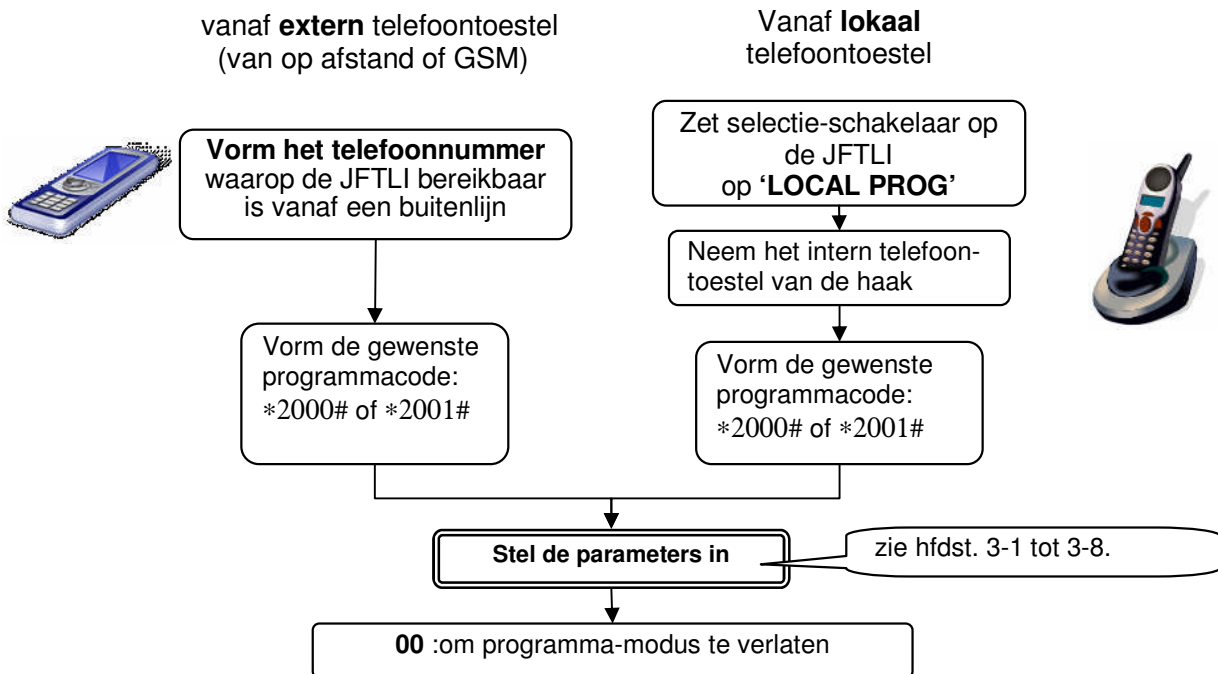 vanaf extern telefoontoestel
(van op afstand of GSM)
Vorm het telefoonnummer
waarop de JFTLI bereikbaar
is vanaf een buitenlijn
Vorm de gewenste
programmacode:
*2000# of *2001#
Vanaf lokaal
telefoontoestel
Zet selectie-schakelaar op
de JFTLI
op ‘LOCAL PROG’
Neem het intern telefoon-
toestel van de haak
Vorm de gewenste
programmacode:
*2000# of *2001#
Stel de parameters in
zie hfdst. 3-1 tot 3-8.
00 :om programma-modus te verlaten